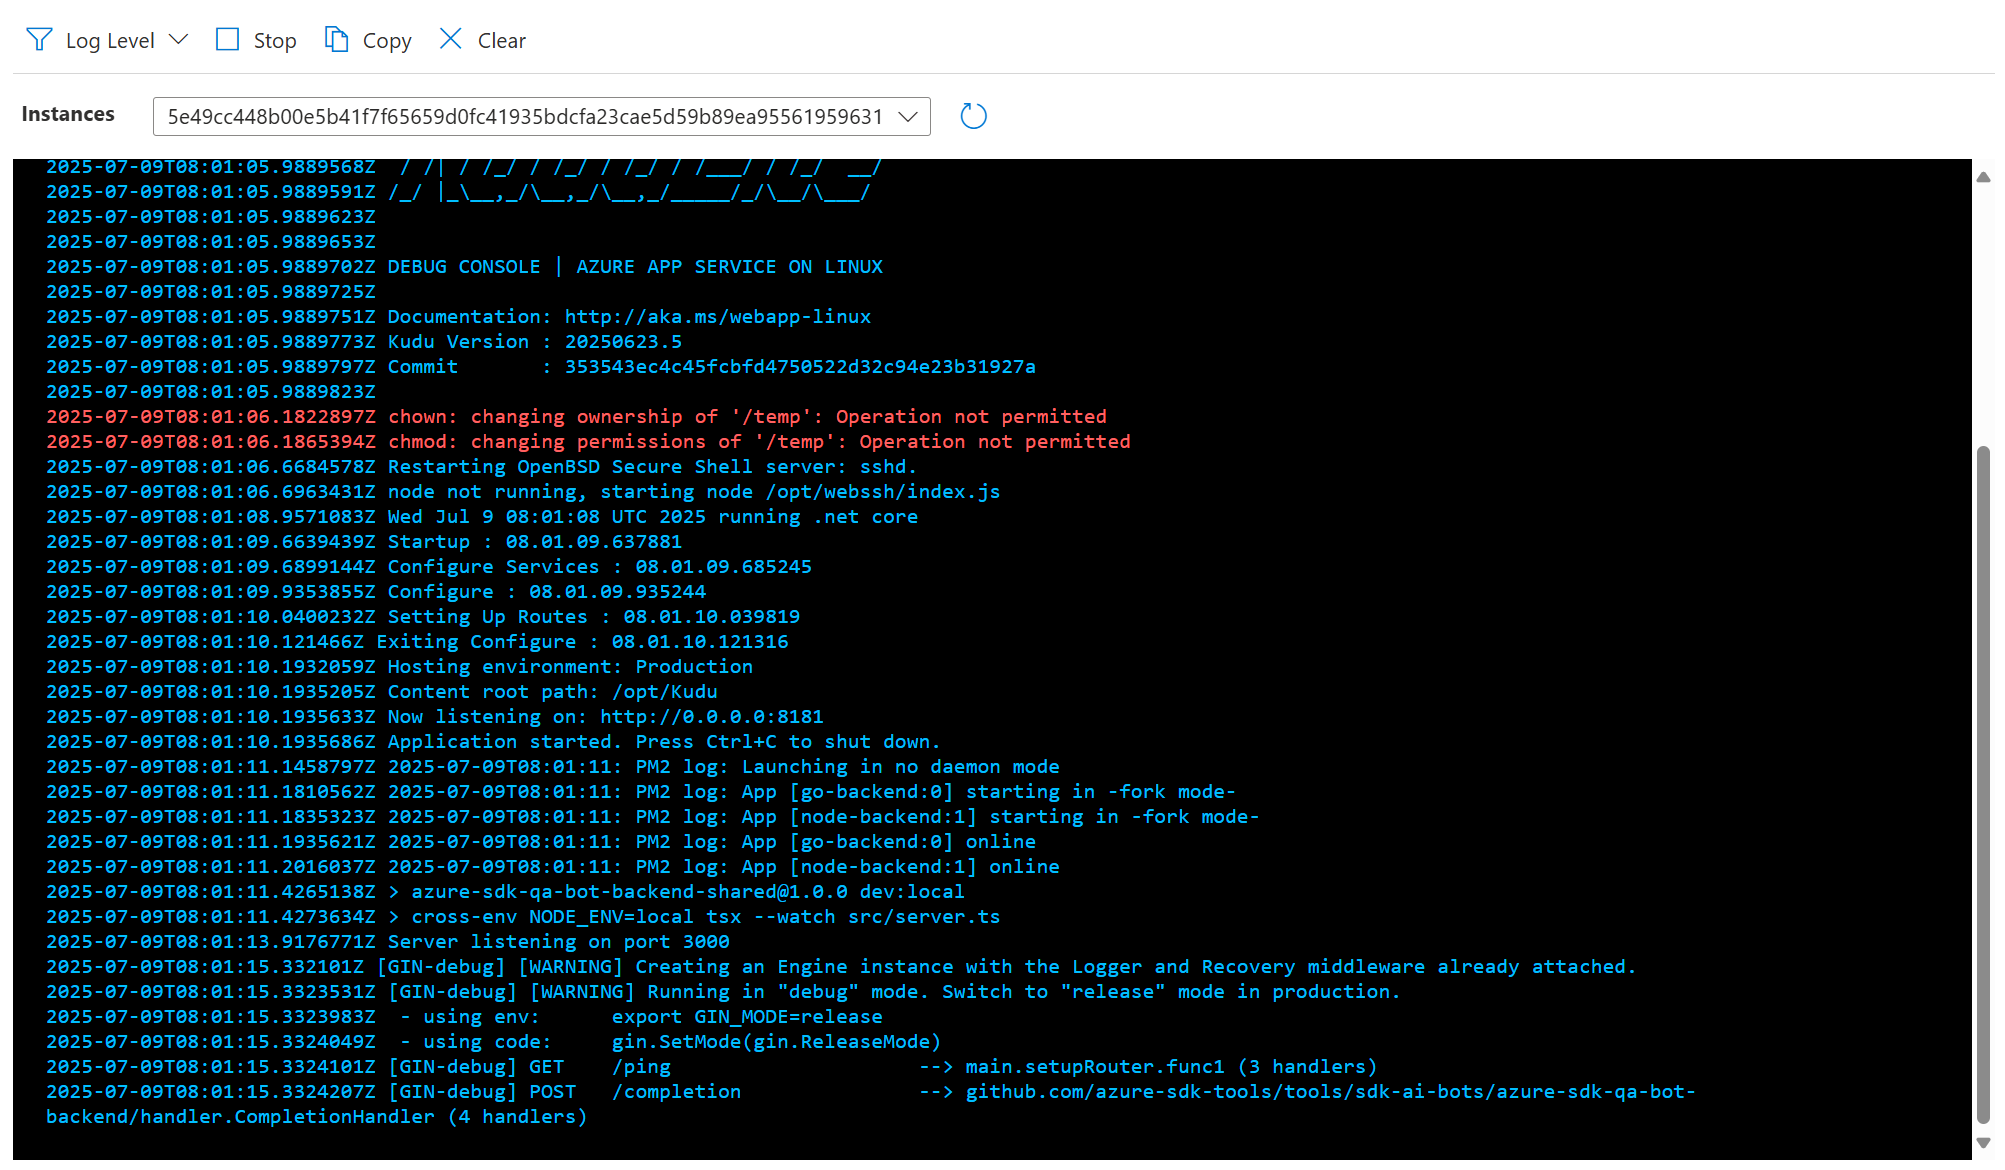 Log Level Stop Copy Clear
Instances 5e49cc448b00e5b41f7f65659d0fc41935bdcfa23cae5d59b89ea95561959631
2025-07-09T08:01:05.9889568Z  / /| / /_/ / /_/ / /_/ / /___/ / /_/  __/
2025-07-09T08:01:05.9889591Z /_/ |_\__,_/\__,_/\__,_/_____/_/\__/\___/
2025-07-09T08:01:05.9889623Z
2025-07-09T08:01:05.9889653Z
2025-07-09T08:01:05.9889702Z DEBUG CONSOLE | AZURE APP SERVICE ON LINUX
2025-07-09T08:01:05.9889725Z
2025-07-09T08:01:05.9889751Z Documentation: http://aka.ms/webapp-linux
2025-07-09T08:01:05.9889773Z Kudu Version : 20250623.5
2025-07-09T08:01:05.9889797Z Commit       : 353543ec4c45fcbfd4750522d32c94e23b31927a
2025-07-09T08:01:05.9889823Z
2025-07-09T08:01:06.1822897Z chown: changing ownership of '/temp': Operation not permitted
2025-07-09T08:01:06.1865394Z chmod: changing permissions of '/temp': Operation not permitted
2025-07-09T08:01:06.6684578Z Restarting OpenBSD Secure Shell server: sshd.
2025-07-09T08:01:06.6963431Z node not running, starting node /opt/webssh/index.js
2025-07-09T08:01:08.9571083Z Wed Jul 9 08:01:08 UTC 2025 running .net core
2025-07-09T08:01:09.6639439Z Startup : 08.01.09.637881
2025-07-09T08:01:09.6899144Z Configure Services : 08.01.09.685245
2025-07-09T08:01:09.9353855Z Configure : 08.01.09.935244
2025-07-09T08:01:10.0400232Z Setting Up Routes : 08.01.10.039819
2025-07-09T08:01:10.121466Z Exiting Configure : 08.01.10.121316
2025-07-09T08:01:10.1932059Z Hosting environment: Production
2025-07-09T08:01:10.1935205Z Content root path: /opt/Kudu
2025-07-09T08:01:10.1935633Z Now listening on: http://0.0.0.0:8181
2025-07-09T08:01:10.1935686Z Application started. Press Ctrl+C to shut down.
2025-07-09T08:01:11.1458797Z 2025-07-09T08:01:11: PM2 log: Launching in no daemon mode
2025-07-09T08:01:11.1810562Z 2025-07-09T08:01:11: PM2 log: App [go-backend:0] starting in -fork mode-
2025-07-09T08:01:11.1835323Z 2025-07-09T08:01:11: PM2 log: App [node-backend:1] starting in -fork mode-
2025-07-09T08:01:11.1935621Z 2025-07-09T08:01:11: PM2 log: App [go-backend:0] online
2025-07-09T08:01:11.2016037Z 2025-07-09T08:01:11: PM2 log: App [node-backend:1] online
2025-07-09T08:01:11.4265138Z > azure-sdk-qa-bot-backend-shared@1.0.0 dev:local
2025-07-09T08:01:11.4273634Z > cross-env NODE_ENV=local tsx --watch src/server.ts
2025-07-09T08:01:13.9176771Z Server listening on port 3000
2025-07-09T08:01:15.332101Z [GIN-debug] [WARNING] Creating an Engine instance with the Logger and Recovery middleware already attached.
2025-07-09T08:01:15.3323531Z [GIN-debug] [WARNING] Running in "debug" mode. Switch to "release" mode in production.
2025-07-09T08:01:15.3323983Z  - using env:      export GIN_MODE=release
2025-07-09T08:01:15.3324049Z  - using code:     gin.SetMode(gin.ReleaseMode)
2025-07-09T08:01:15.3324101Z [GIN-debug] GET    /ping                     --> main.setupRouter.func1 (3 handlers)
2025-07-09T08:01:15.3324207Z [GIN-debug] POST   /completion               --> github.com/azure-sdk-tools/tools/sdk-ai-bots/azure-sdk-qa-bot-
backend/handler.CompletionHandler (4 handlers)